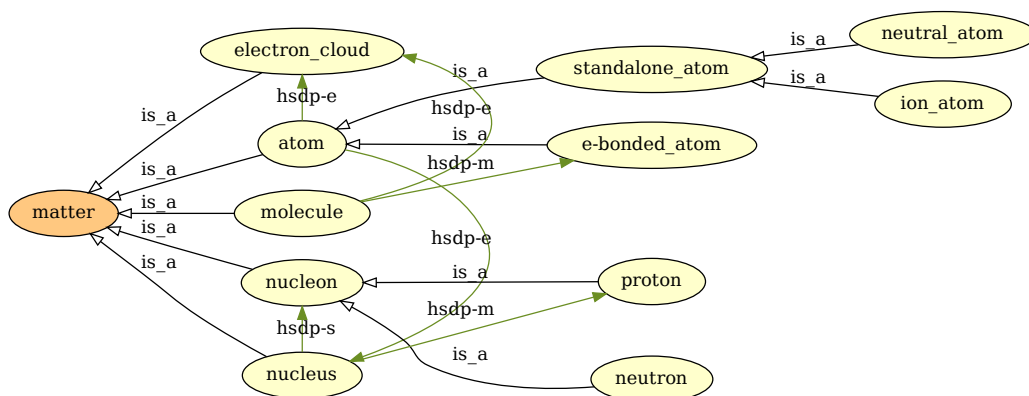 neutral_atom
is_a
electron_cloud
standalone_atom
is_a
is_a
hsdp-e
hsdp-e
ion_atom
is_a
atom
is_a
e-bonded_atom
is_a
hsdp-m
matter
is_a
molecule
is_a
hsdp-e
is_a
nucleon
is_a
proton
hsdp-s
hsdp-m
is_a
nucleus
neutron